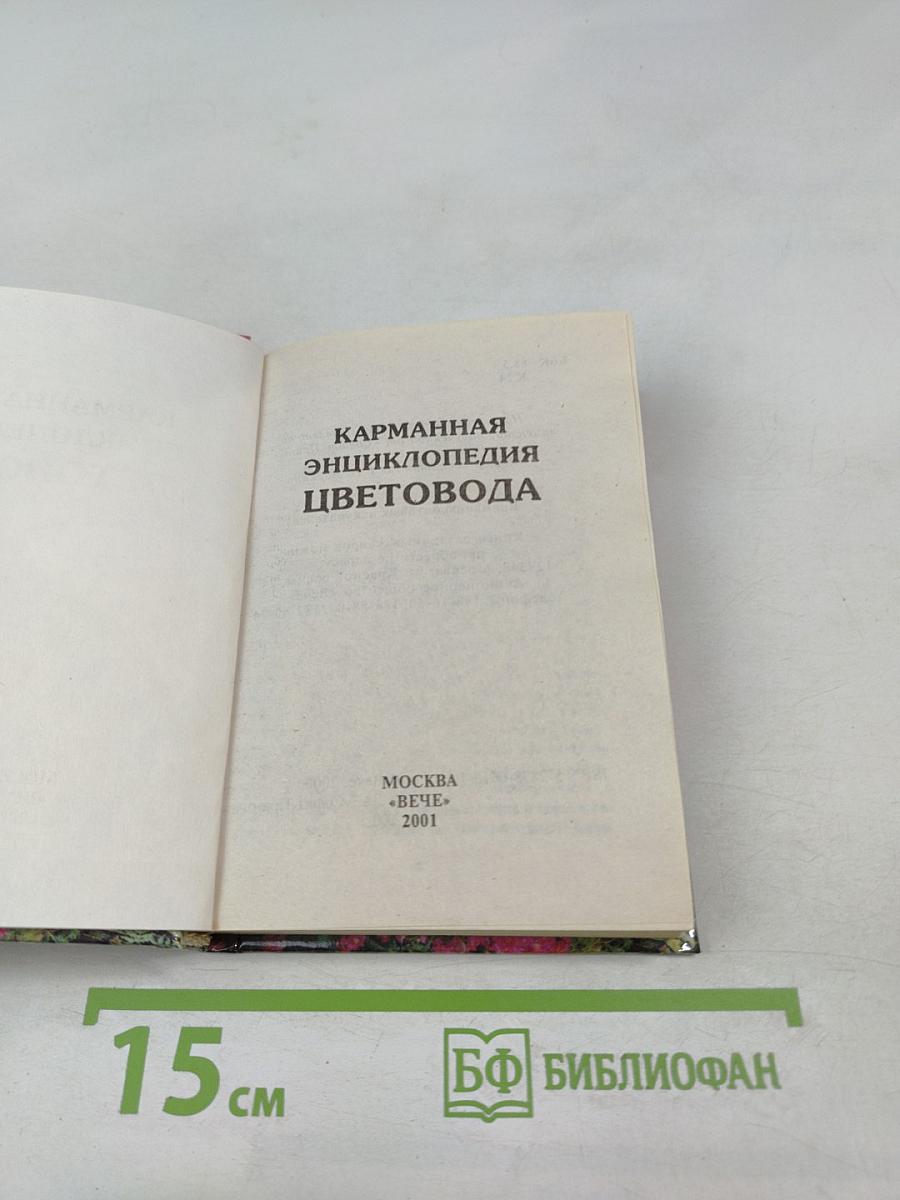 КАРМАННАЯ
ЭНЦИКЛОПЕДИЯ
ЦВЕТОВОДА
МОСКВА
«ВЕЧЕ»
2001
15 см
БФ БИБЛИОФАН